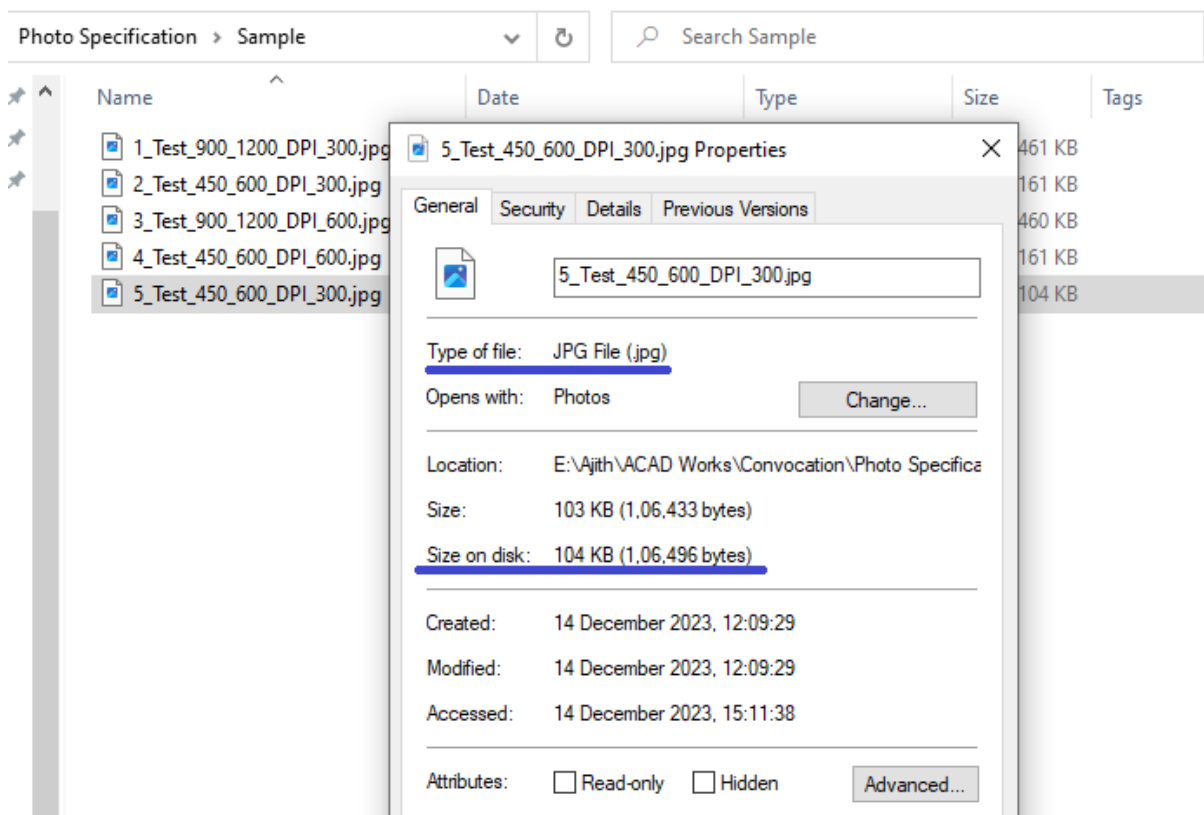 Photo Specification > Sample
Search Sample
Name Date Type Size Tags
1_Test_900_1200_DPI_300.jpg 461 KB
2_Test_450_600_DPI_300.jpg 161 KB
3_Test_900_1200_DPI_600.jpg 460 KB
4_Test_450_600_DPI_600.jpg 161 KB
5_Test_450_600_DPI_300.jpg 104 KB
5_Test_450_600_DPI_300.jpg Properties
General Security Details Previous Versions
5_Test_450_600_DPI_300.jpg
Type of file: JPG File (.jpg)
Opens with: Photos Change...
Location: E:\Ajith\ACAD Works\Convocation\Photo Specifica
Size: 103 KB (1,06,433 bytes)
Size on disk: 104 KB (1,06,496 bytes)
Created: 14 December 2023, 12:09:29
Modified: 14 December 2023, 12:09:29
Accessed: 14 December 2023, 15:11:38
Attributes: Read-only Hidden Advanced...